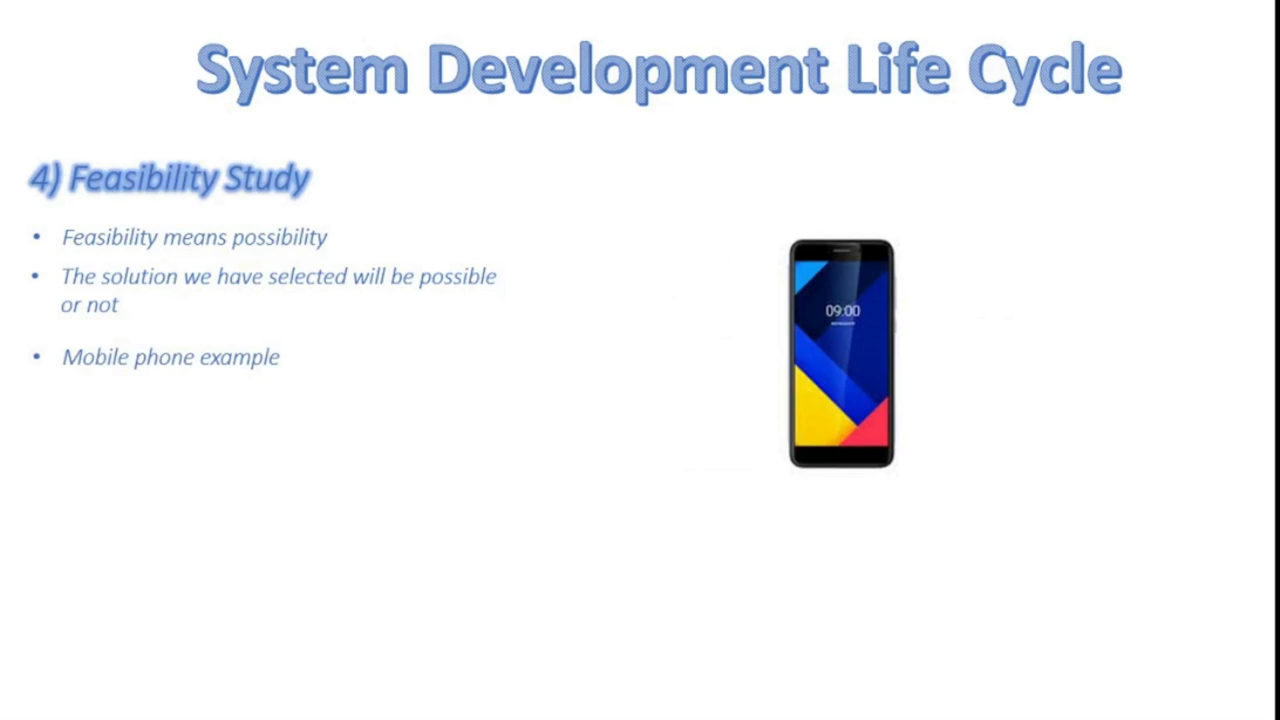 System Development Life Cycle
4) Feasibility Study
• Feasibility means possibility
• The solution we have selected will be possible
or not
• Mobile phone example
09:00